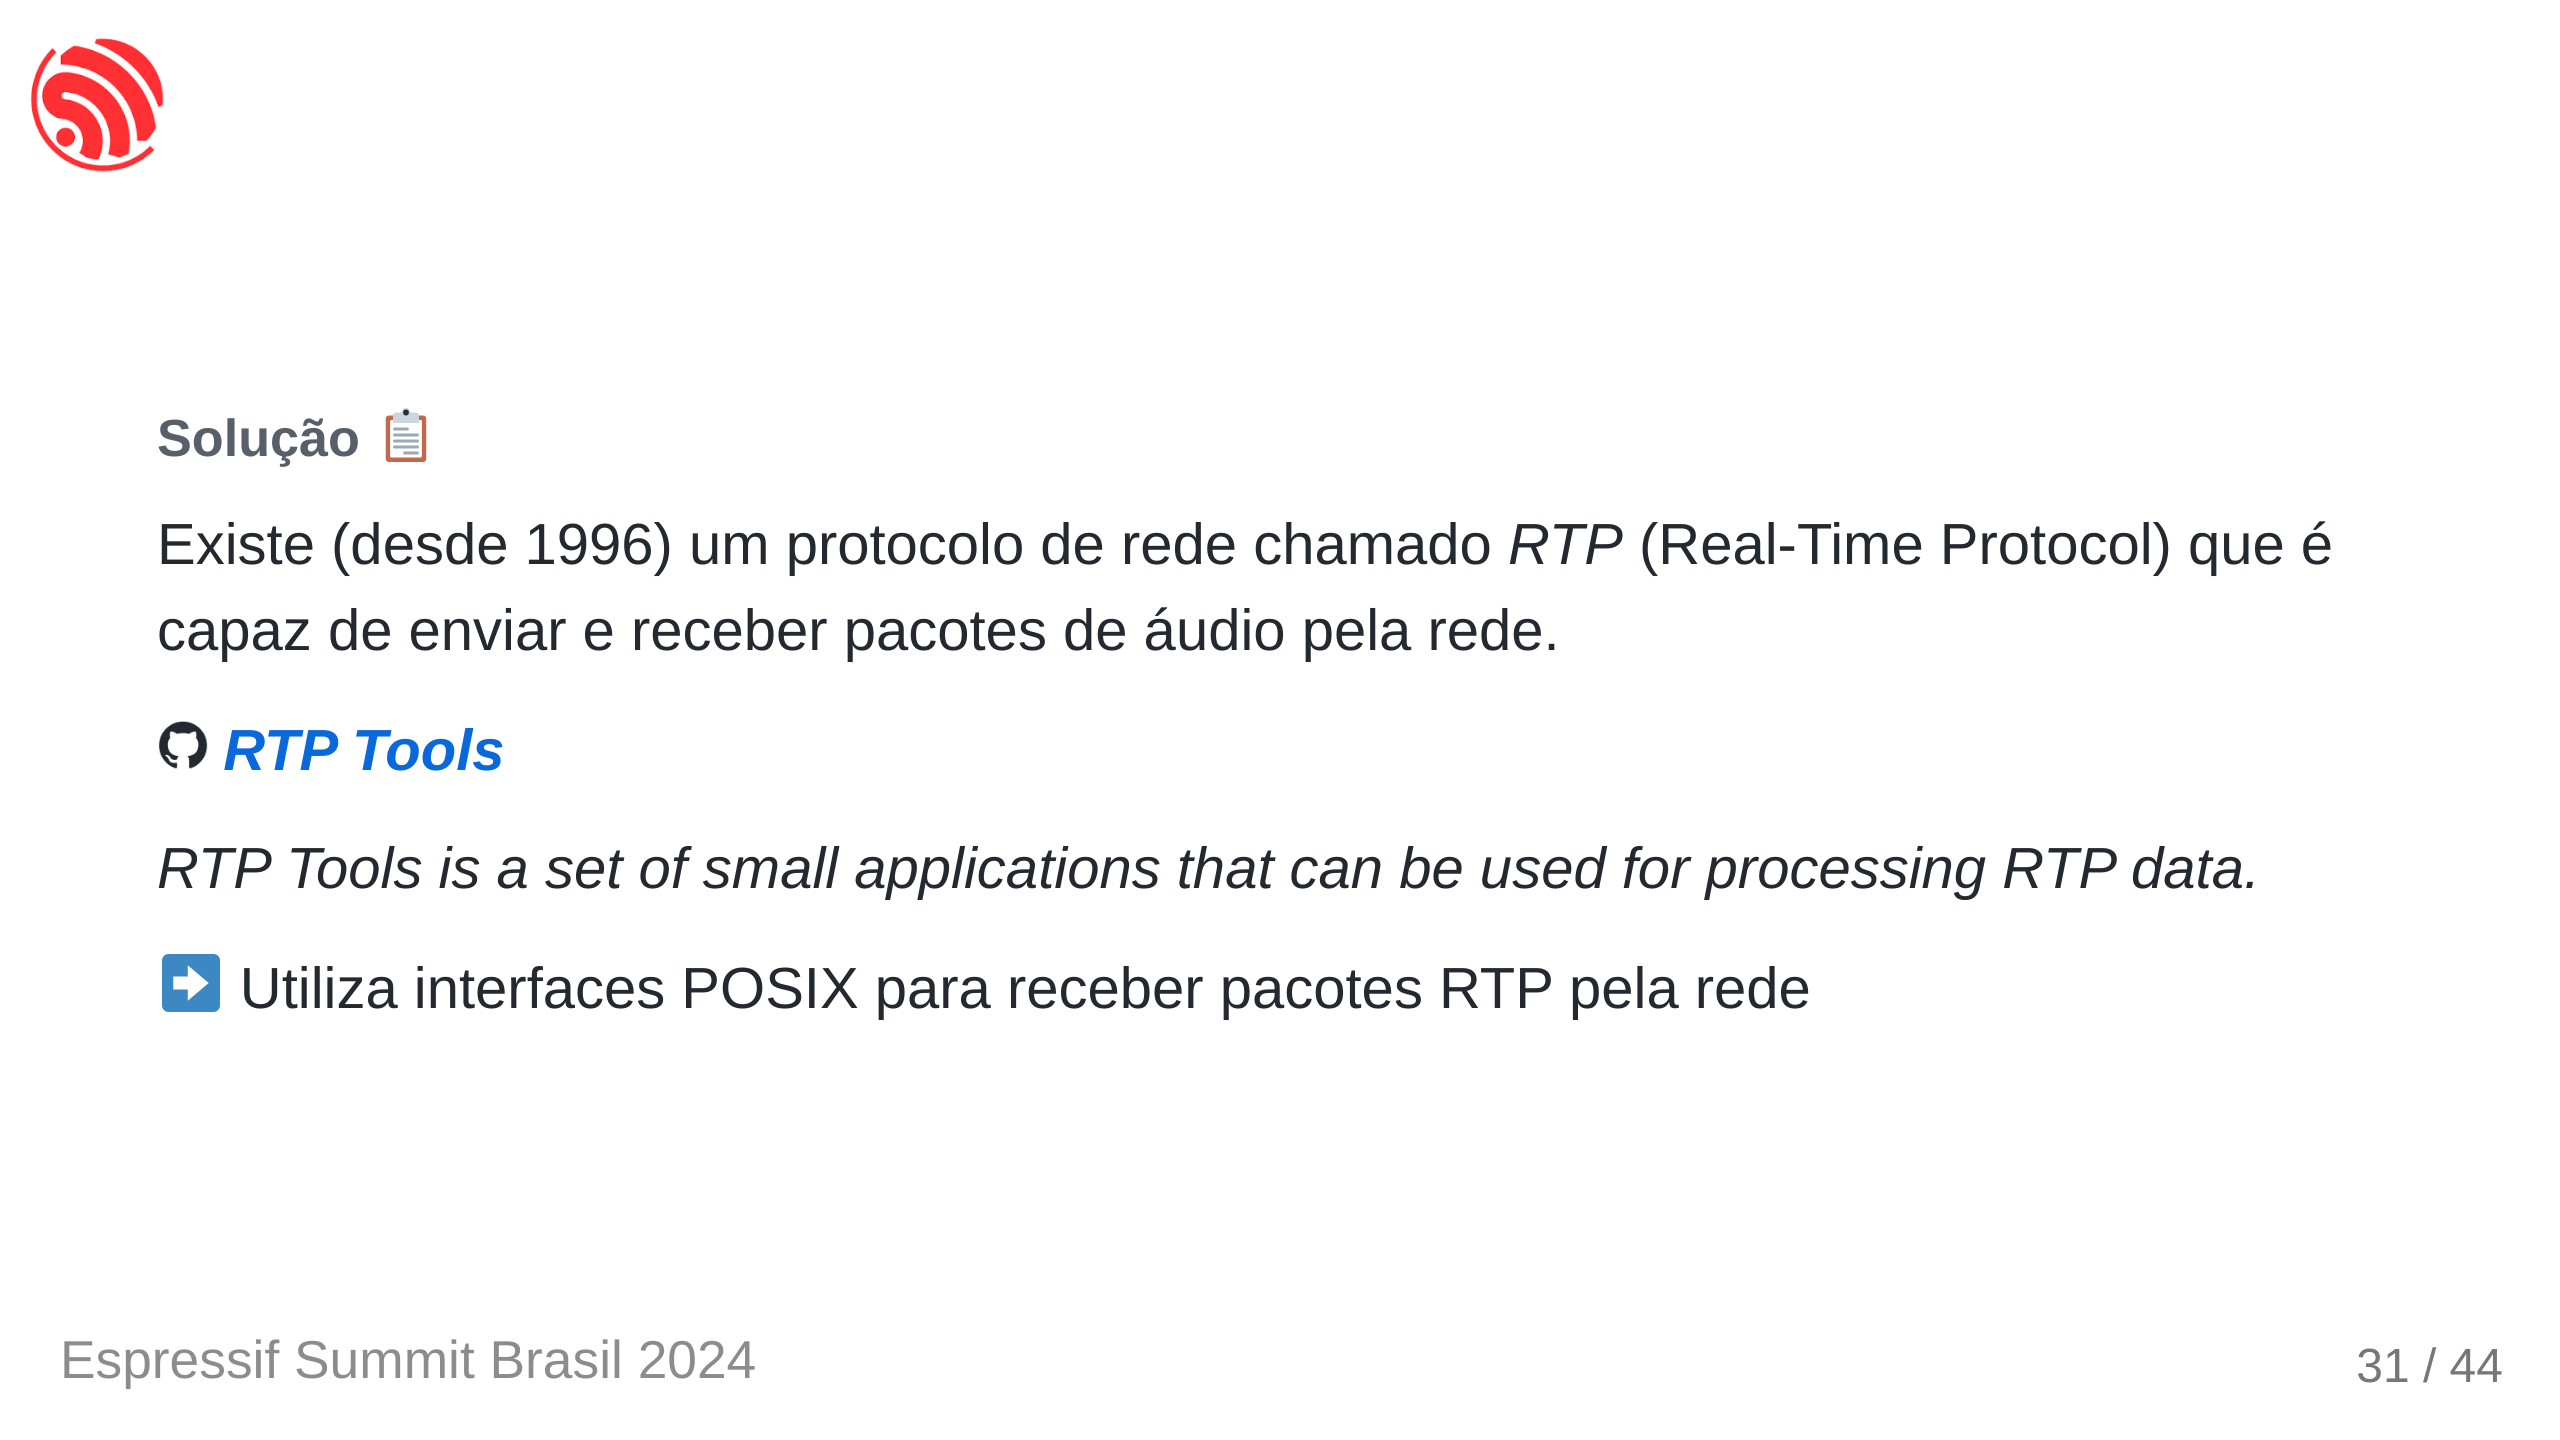 Solução
Existe (desde 1996) um protocolo de rede chamado RTP (Real-Time Protocol) que é
capaz de enviar e receber pacotes de áudio pela rede.
RTP Tools
RTP Tools is a set of small applications that can be used for processing RTP data.
Utiliza interfaces POSIX para receber pacotes RTP pela rede
Espressif Summit Brasil 2024
31 / 44